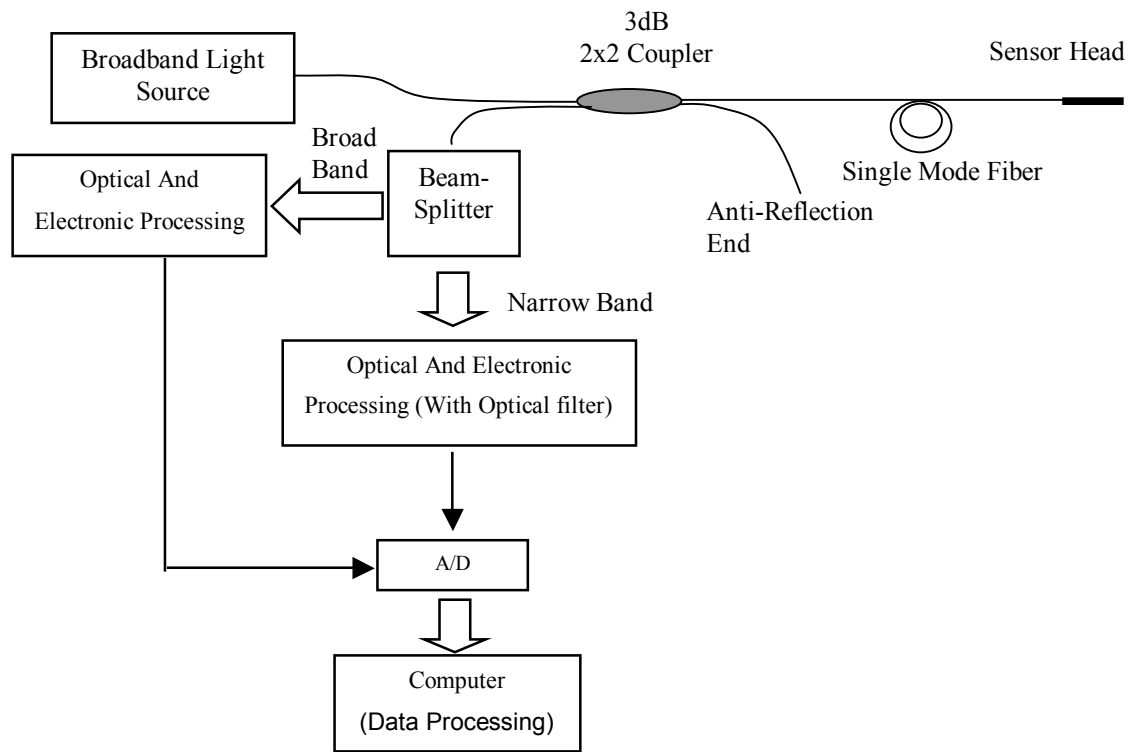 3dB
2x2 Coupler
Sensor Head
Broadband Light
Source
Broad
Band
Single Mode Fiber
Anti-Reflection
End
Optical And
Electronic Processing
Beam-
Splitter
Narrow Band
Optical And Electronic
Processing (With Optical filter)
A/D
Computer
(Data Processing)